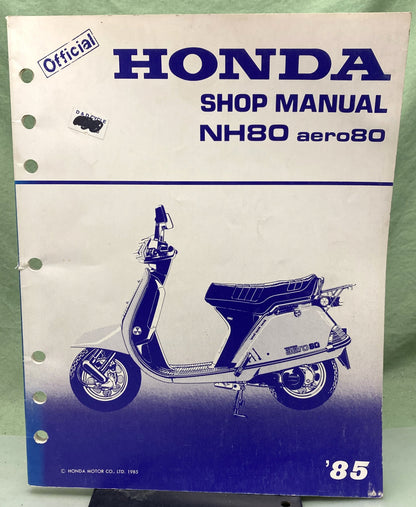 Official
HONDA
SHOP MANUAL
NH80 aero80
aero 80
© HONDA MOTOR CO., LTD. 1985
'85